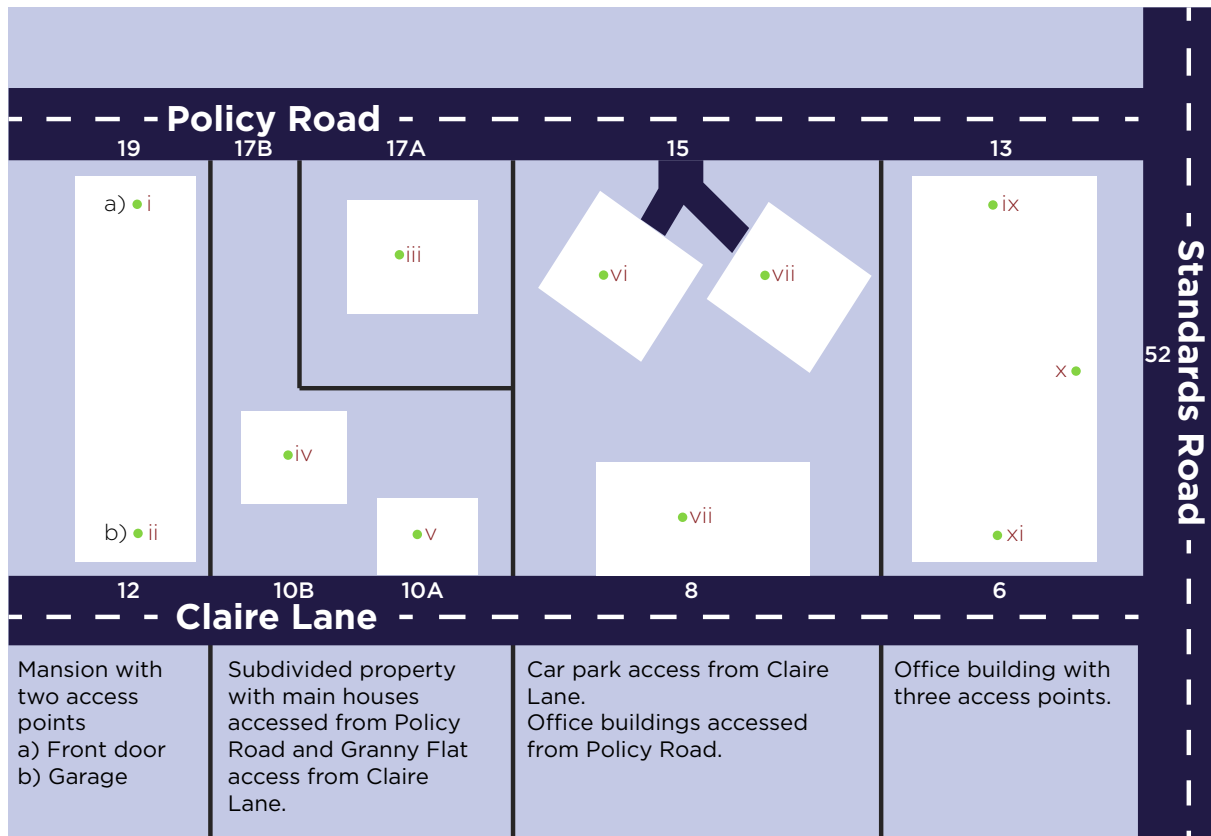 Policy Road
19 17B 17A 15 13
a) i
ix
iii
vi vii
Standards Road
52
x
iv
vii
b) ii
v
xi
12 10B 10A 8 6
Claire Lane
Mansion with
two access
points
a) Front door
b) Garage
Subdivided property
with main houses
accessed from Policy
Road and Granny Flat
access from Claire
Lane.
Car park access from Claire
Lane.
Office buildings accessed
from Policy Road.
Office building with
three access points.